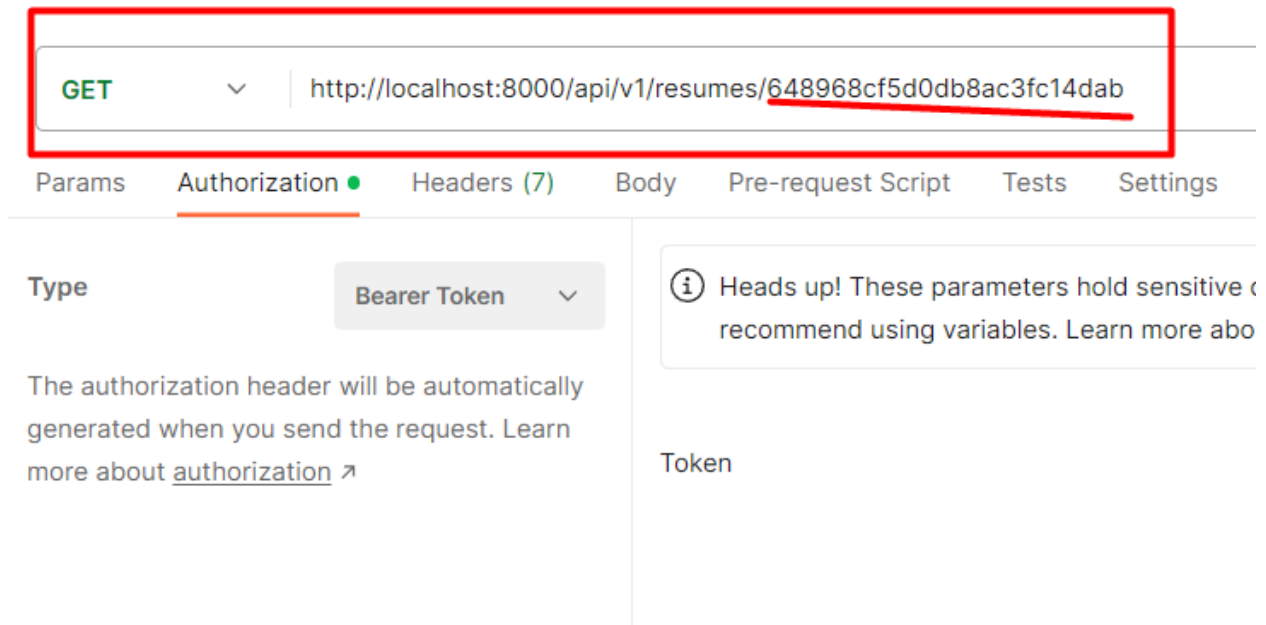 GET http://localhost:8000/api/v1/resumes/648968cf5d0db8ac3fc14dab
Params Authorization Headers (7) Body Pre-request Script Tests Settings
Type
Bearer Token
The authorization header will be automatically
generated when you send the request. Learn
more about authorization ↗
Heads up! These parameters hold sensitive
recommend using variables. Learn more abo
Token